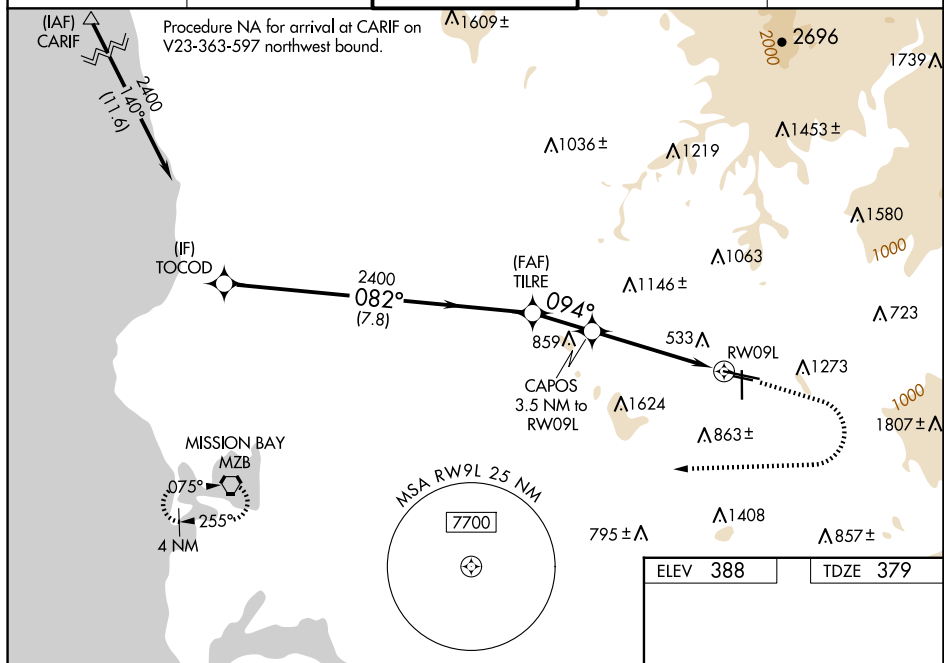 (IAF)
CARIF
Procedure NA for arrival at CARIF on
V23-363-597 northwest bound.
1609±
2000
2696
1739
2400
140°
(11.6)
1036±
1219
1453±
1580
1000
(IF)
TOCOD
2400
082°
(7.8)
(FAF)
TILRE
094°
1063
1146±
723
859
533
RW09L
1273
CAPOS
3.5 NM to
RW09L
1624
1000
1807±
863±
MISSION BAY
MZB
075°
255°
4 NM
MSA RW9L 25 NM
7700
795±
1408
857±
ELEV 388
TDZE 379